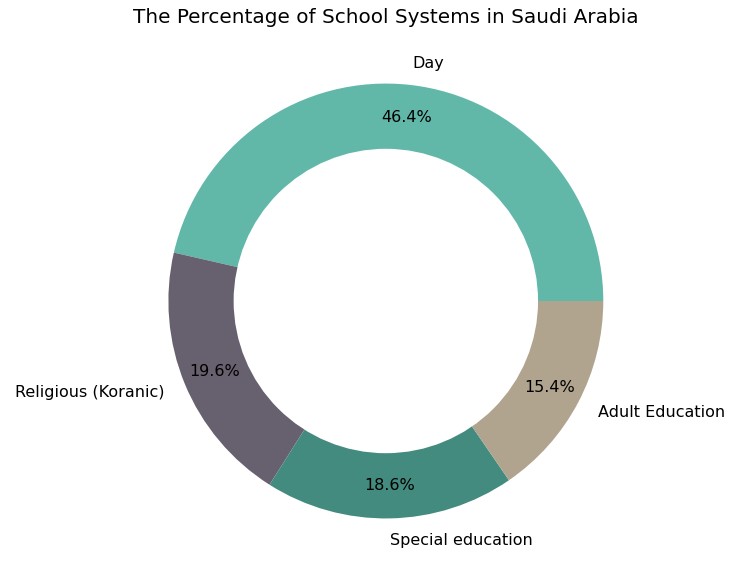 The Percentage of School Systems in Saudi Arabia
Day
46.4%
19.6%
Religious (Koranic)
15.4%
Adult Education
18.6%
Special education